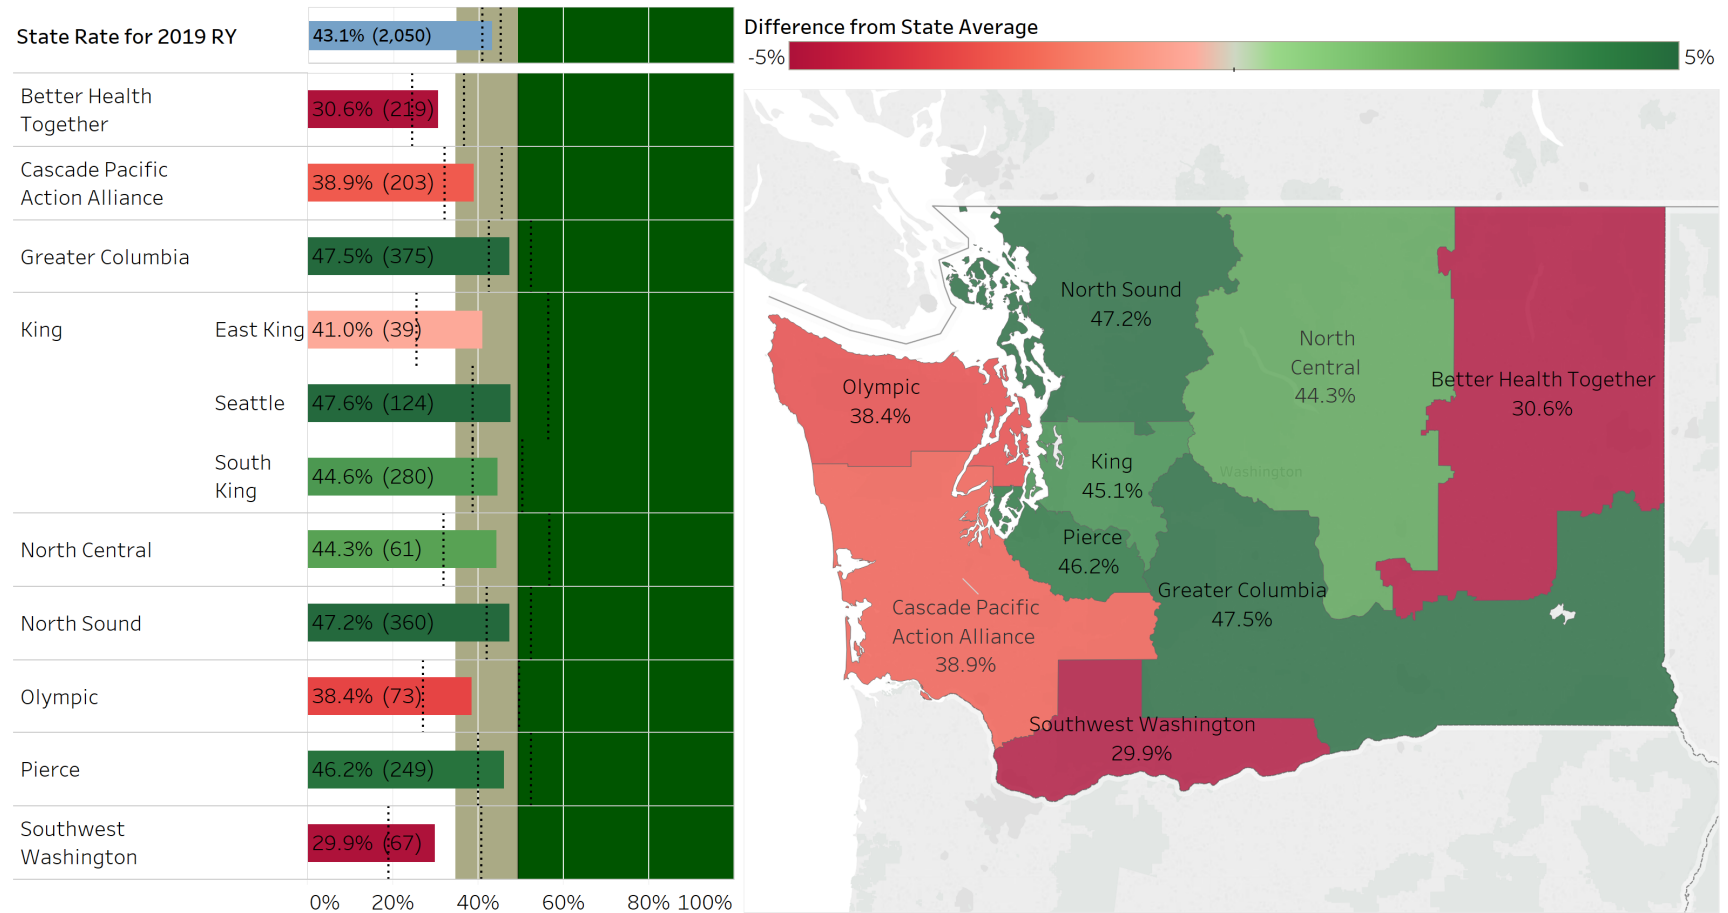 State Rate for 2019 RY
43.1% (2,050)
Better Health
Together
30.6% (219)
Cascade Pacific
Action Alliance
38.9% (203)
Greater Columbia
47.5% (375)
King
East King
41.0% (39)
Seattle
47.6% (124)
South
King
44.6% (280)
North Central
44.3% (61)
North Sound
47.2% (360)
Olympic
38.4% (73)
Pierce
46.2% (249)
Southwest
Washington
29.9% (67)
0% 20% 40% 60% 80% 100%
Difference from State Average
-5% 5%
North Sound
47.2%
North
Central
44.3%
Better Health Together
30.6%
Olympic
38.4%
King
45.1%
Washington
Pierce
46.2%
Greater Columbia
47.5%
Cascade Pacific
Action Alliance
38.9%
Southwest Washington
29.9%